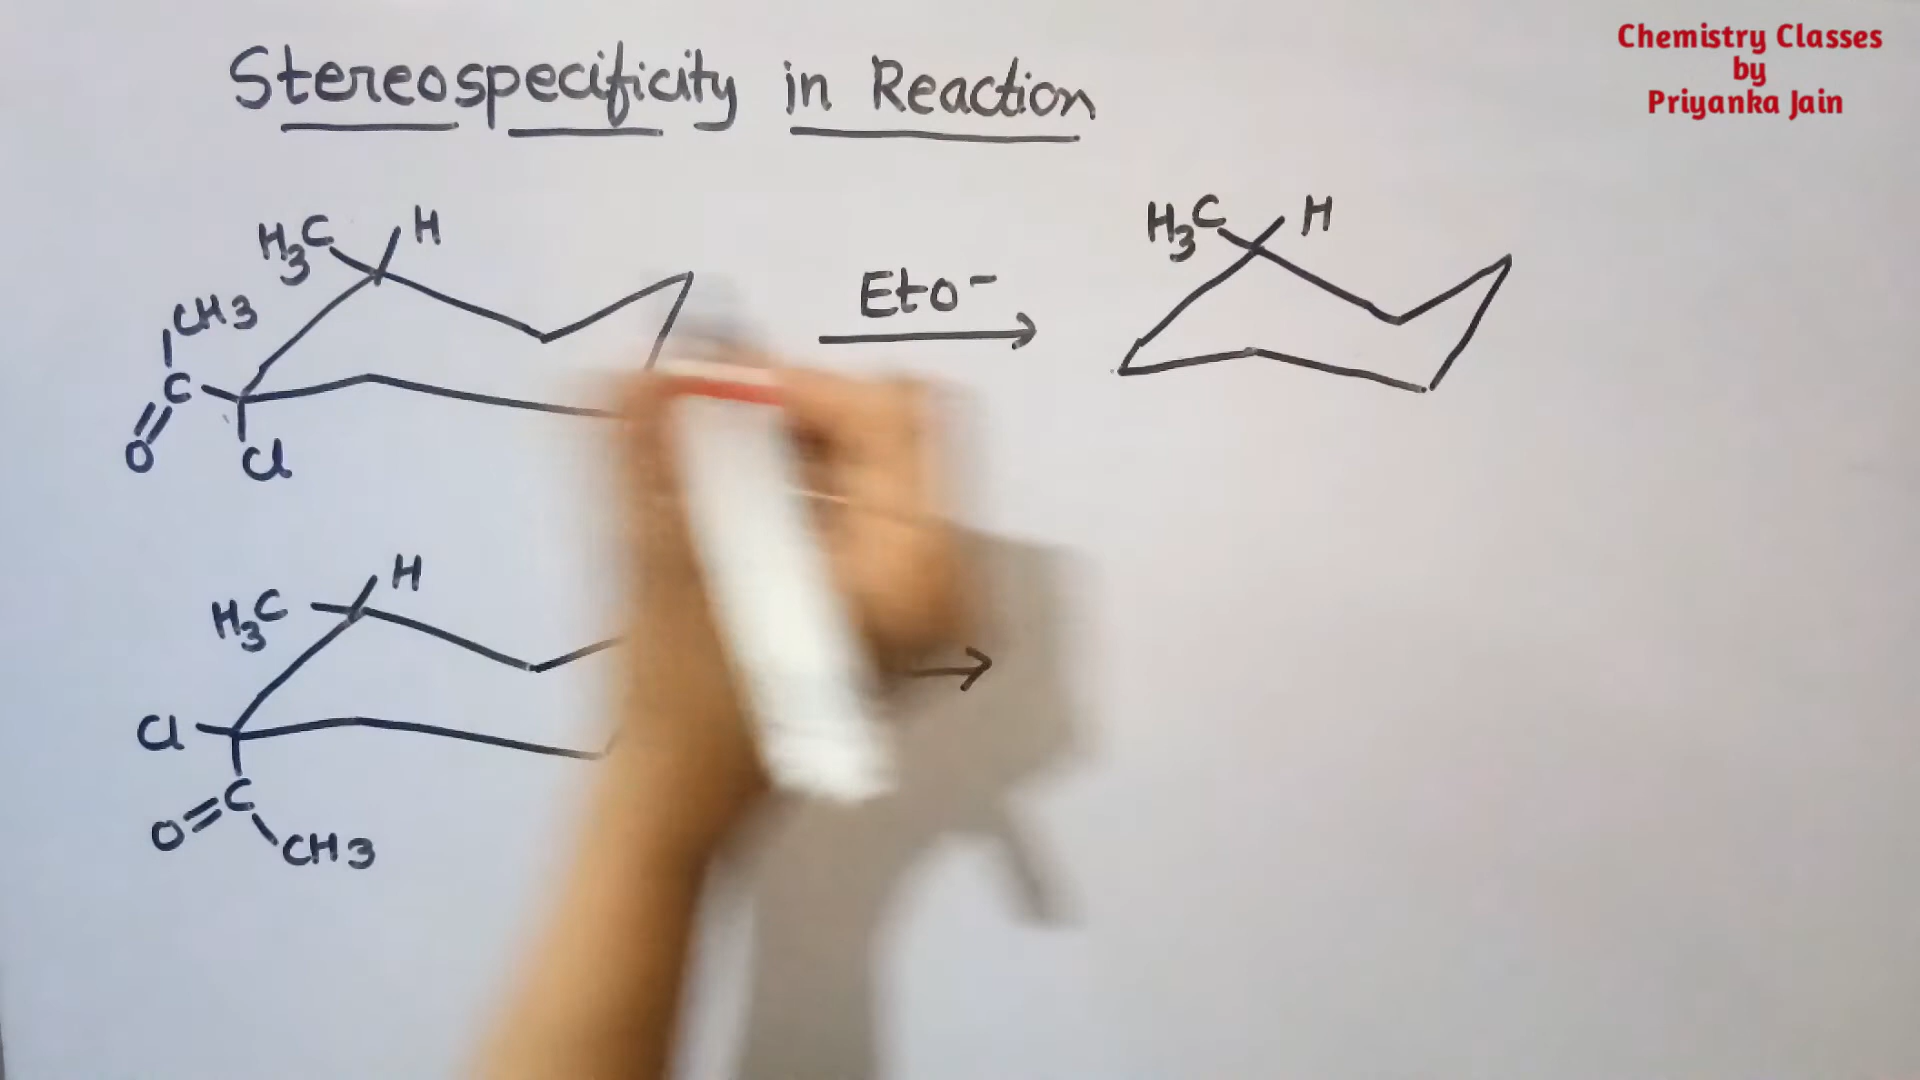 Chemistry Classes
by
Priyanka Jain
Stereospecificity in Reaction
H3C H
CH3
C
O
Cl
EtO-
H3C H
H3C H
Cl
C
O
CH3